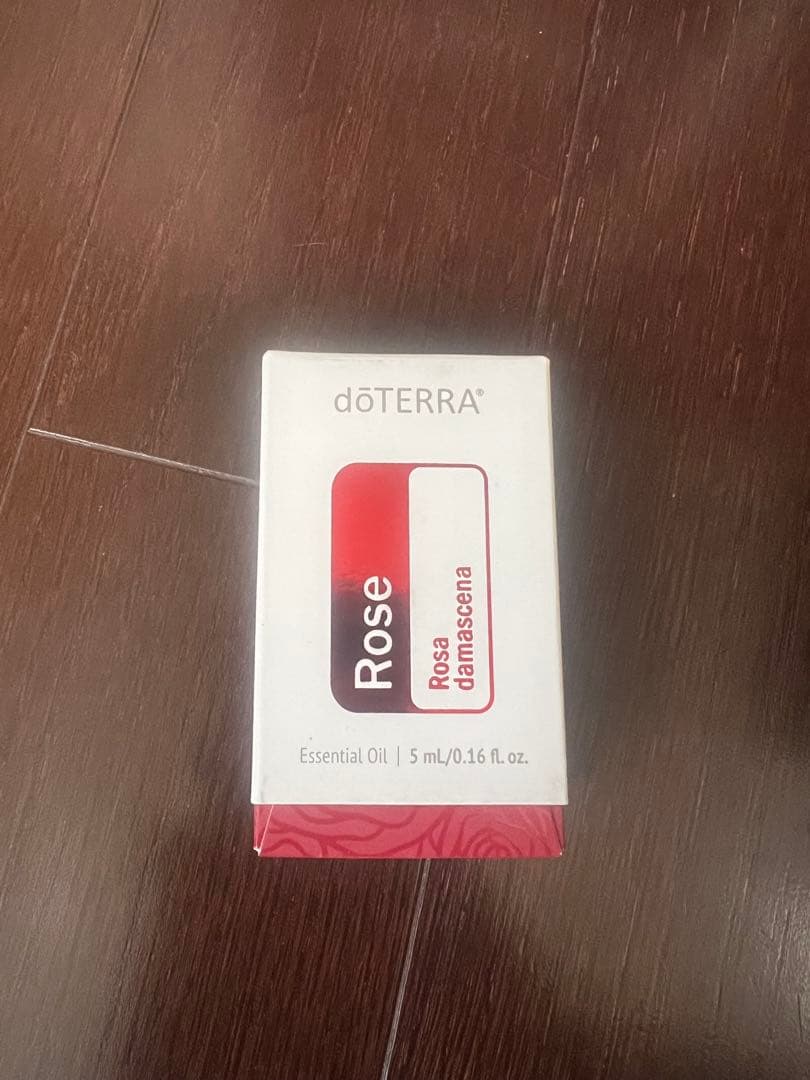 dōTERRA®
Rose
Rosa
damascena
Essential Oil | 5 mL/0.16 fl. oz.